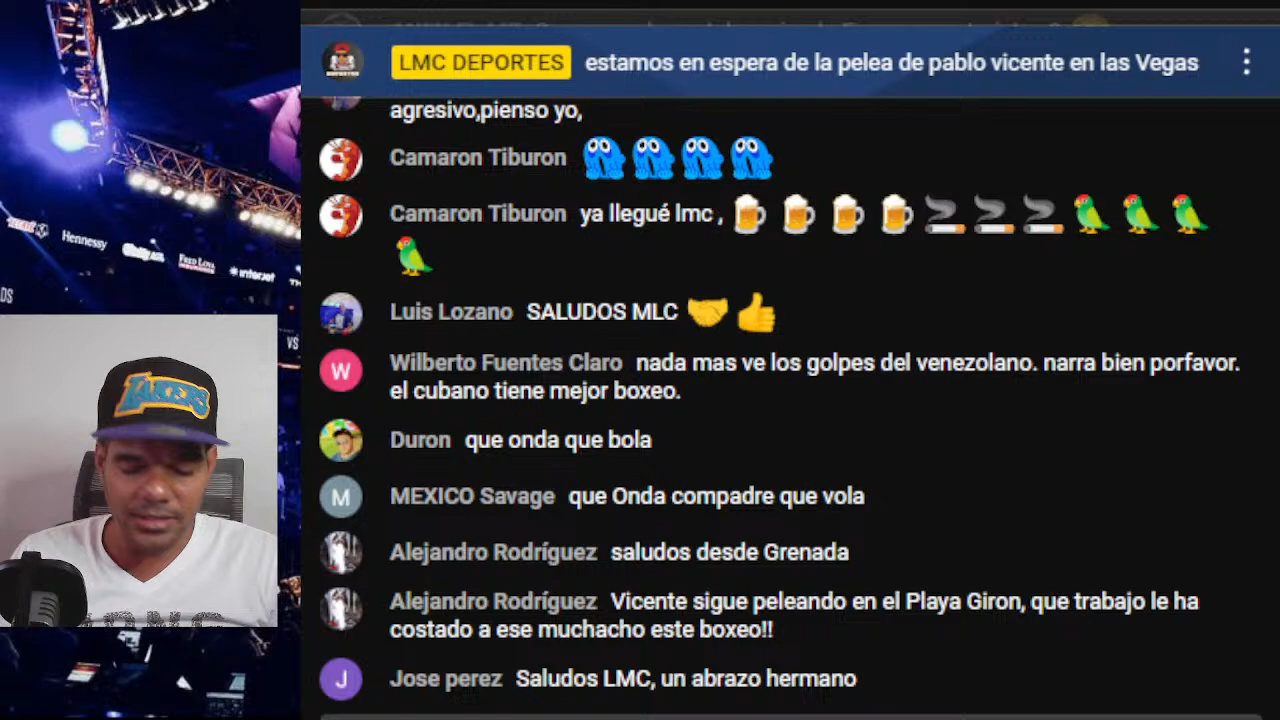 LMC DEPORTES estamos en espera de la pelea de pablo vicente en las Vegas
agresivo,pienso yo,
Camaron Tiburon
Camaron Tiburon ya llegué lmc ,
Luis Lozano SALUDOS MLC
W Wilberto Fuentes Claro nada mas ve los golpes del venezolano. narra bien porfavor.
el cubano tiene mejor boxeo.
Duron que onda que bola
M MEXICO Savage que Onda compadre que vola
Alejandro Rodríguez saludos desde Grenada
Alejandro Rodríguez Vicente sigue peleando en el Playa Giron, que trabajo le ha
costado a ese muchacho este boxeo!!
J Jose perez Saludos LMC, un abrazo hermano
Hennessy
FRED LOYA
interjet
VS
LAKERS